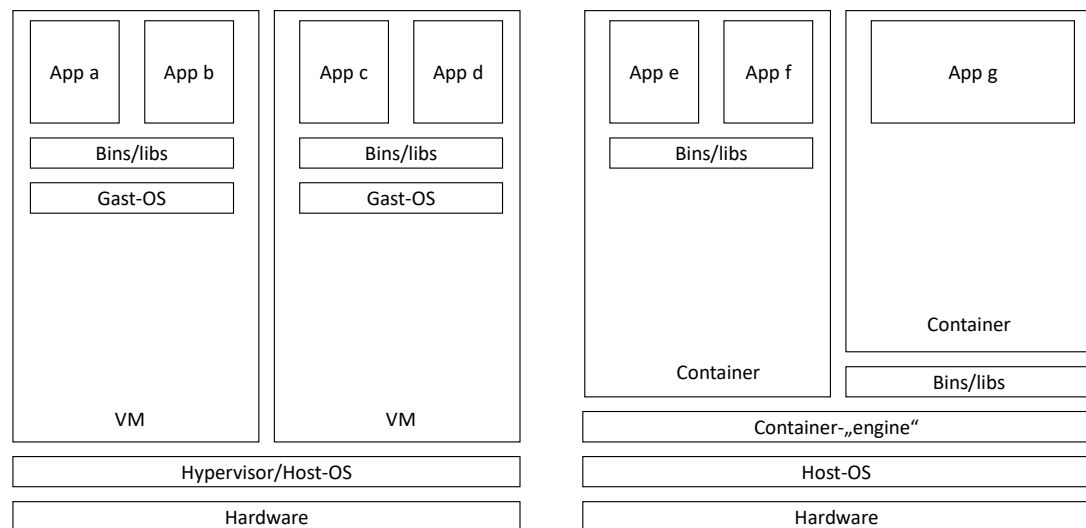 App a
App b
Bins/libs
Gast-OS
VM
App c
App d
Bins/libs
Gast-OS
VM
Hypervisor/Host-OS
Hardware
App e
App f
Bins/libs
Container
App g
Container
Bins/libs
Container-„engine“
Host-OS
Hardware